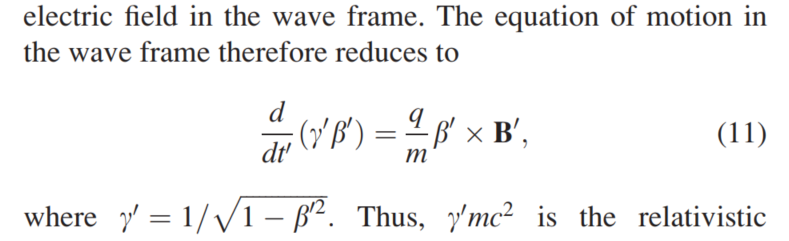 electric field in the wave frame. The equation of motion in
the wave frame therefore reduces to
d/dt′ (γ′β′) = q/m β′ × B′, (11)
where γ′ = 1/√1 − β′². Thus, γ′mc² is the relativistic